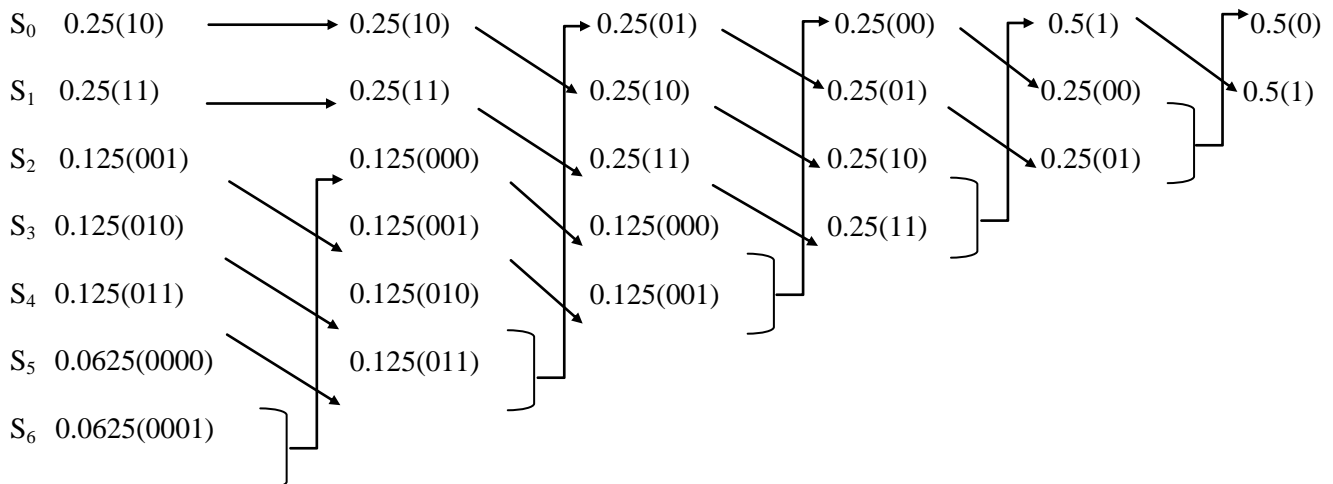 S0 0.25(10) 0.25(10) 0.25(01) 0.25(00) 0.5(1) 0.5(0)
S1 0.25(11) 0.25(11) 0.25(10) 0.25(01) 0.25(00) 0.5(1)
S2 0.125(001) 0.125(000) 0.25(11) 0.25(10) 0.25(01)
S3 0.125(010) 0.125(001) 0.125(000) 0.25(11)
S4 0.125(011) 0.125(010) 0.125(001)
S5 0.0625(0000) 0.125(011)
S6 0.0625(0001)